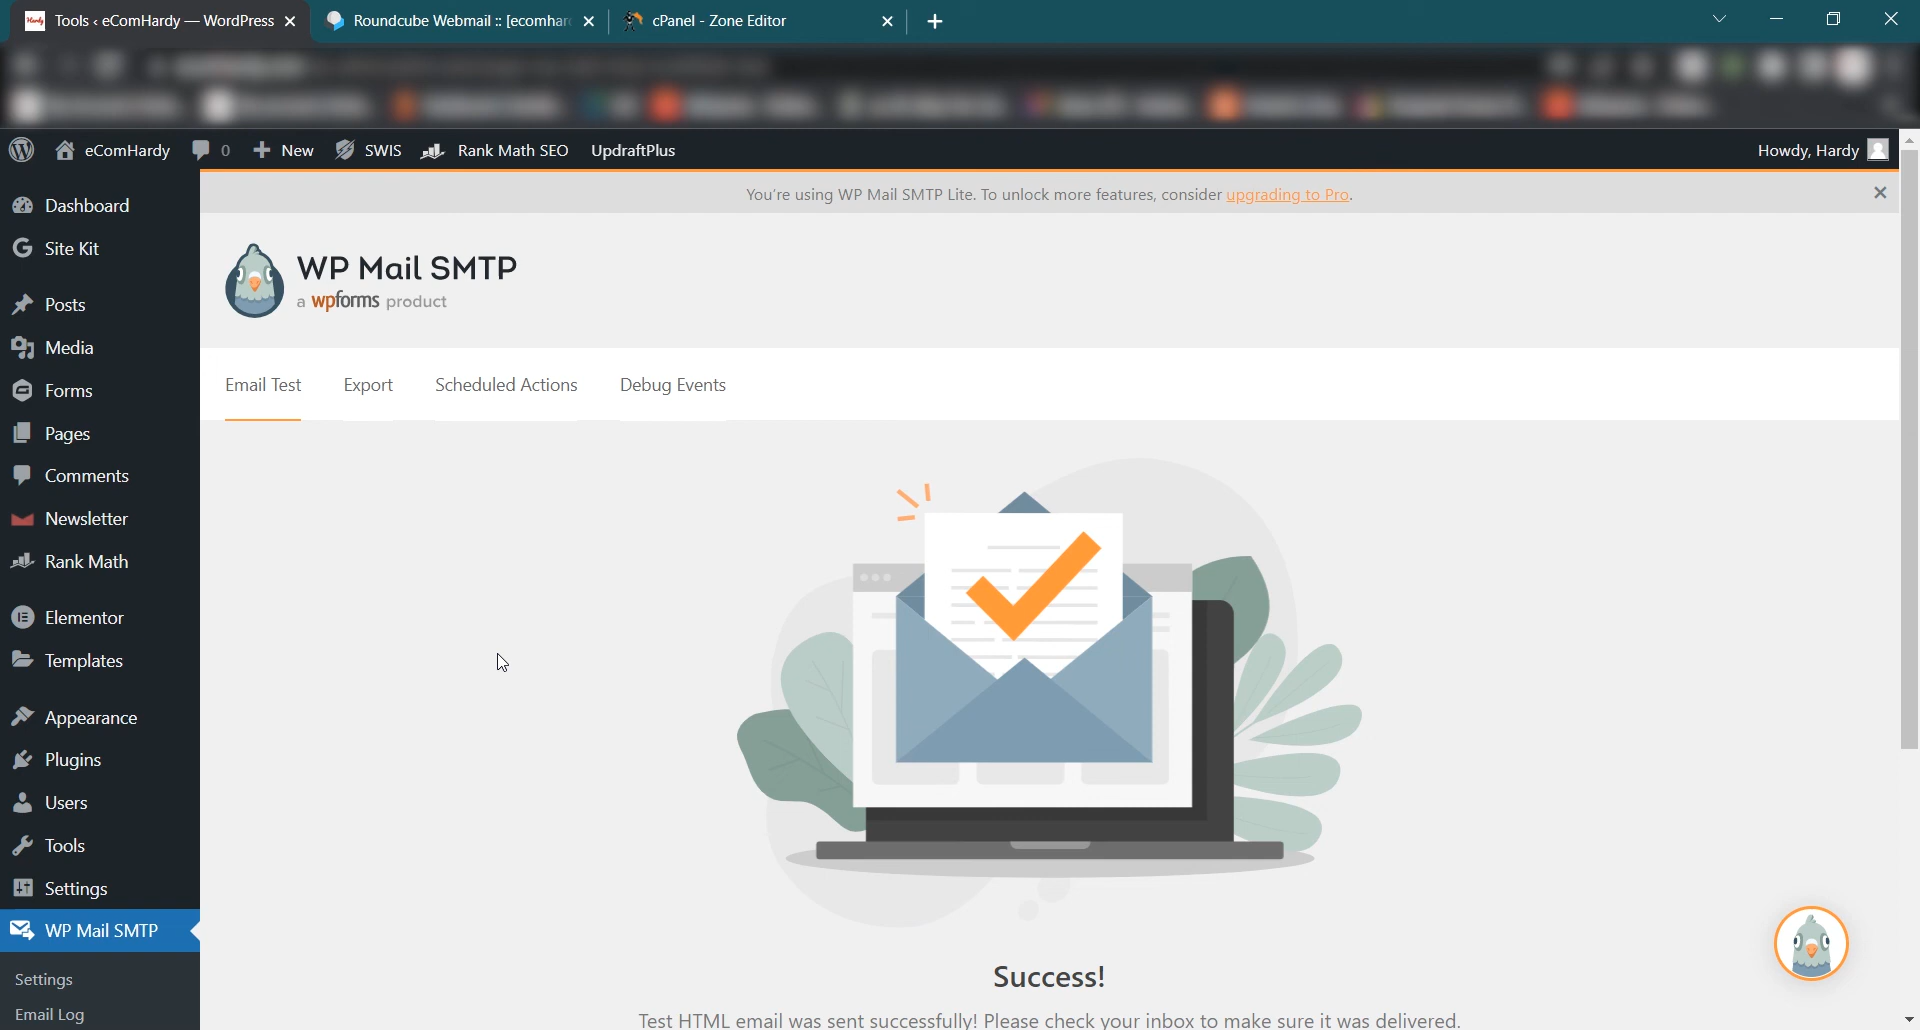 Tools ‹ eComHardy — WordPress
Roundcube Webmail :: [ecomhar
cPanel - Zone Editor
eComHardy 0 New SWIS Rank Math SEO UpdraftPlus Howdy, Hardy
You're using WP Mail SMTP Lite. To unlock more features, consider upgrading to Pro.
WP Mail SMTP
a wpforms product
Email Test Export Scheduled Actions Debug Events
Dashboard
Site Kit
Posts
Media
Forms
Pages
Comments
Newsletter
Rank Math
Elementor
Templates
Appearance
Plugins
Users
Tools
Settings
WP Mail SMTP
Settings
Email Log
Success!
Test HTML email was sent successfully! Please check your inbox to make sure it was delivered.